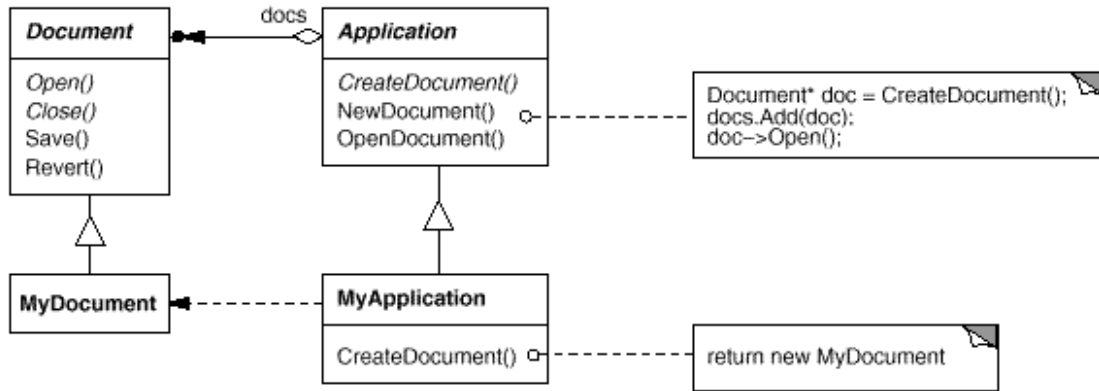 docs
Document
Open()
Close()
Save()
Revert()
Application
CreateDocument()
NewDocument()
OpenDocument()
Document* doc = CreateDocument();
docs.Add(doc);
doc->Open();
MyDocument
MyApplication
CreateDocument()
return new MyDocument